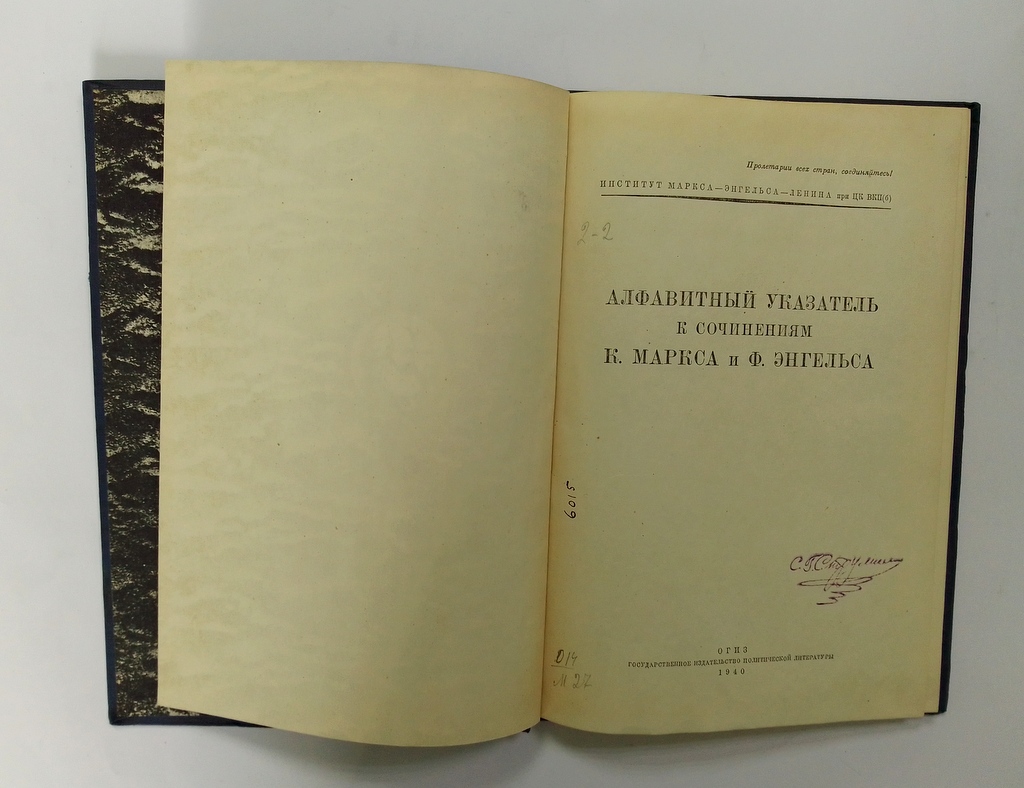 Пролетарии всех стран, соединяйтесь!
ИНСТИТУТ МАРКСА—ЭНГЕЛЬСА—ЛЕНИНА при ЦК ВКП(б)
2-2
АЛФАВИТНЫЙ УКАЗАТЕЛЬ
К СОЧИНЕНИЯМ
К. МАРКСА и Ф. ЭНГЕЛЬСА
6015
С.Г.
014
М 27
ОГИЗ
ГОСУДАРСТВЕННОЕ ИЗДАТЕЛЬСТВО ПОЛИТИЧЕСКОЙ ЛИТЕРАТУРЫ
1940